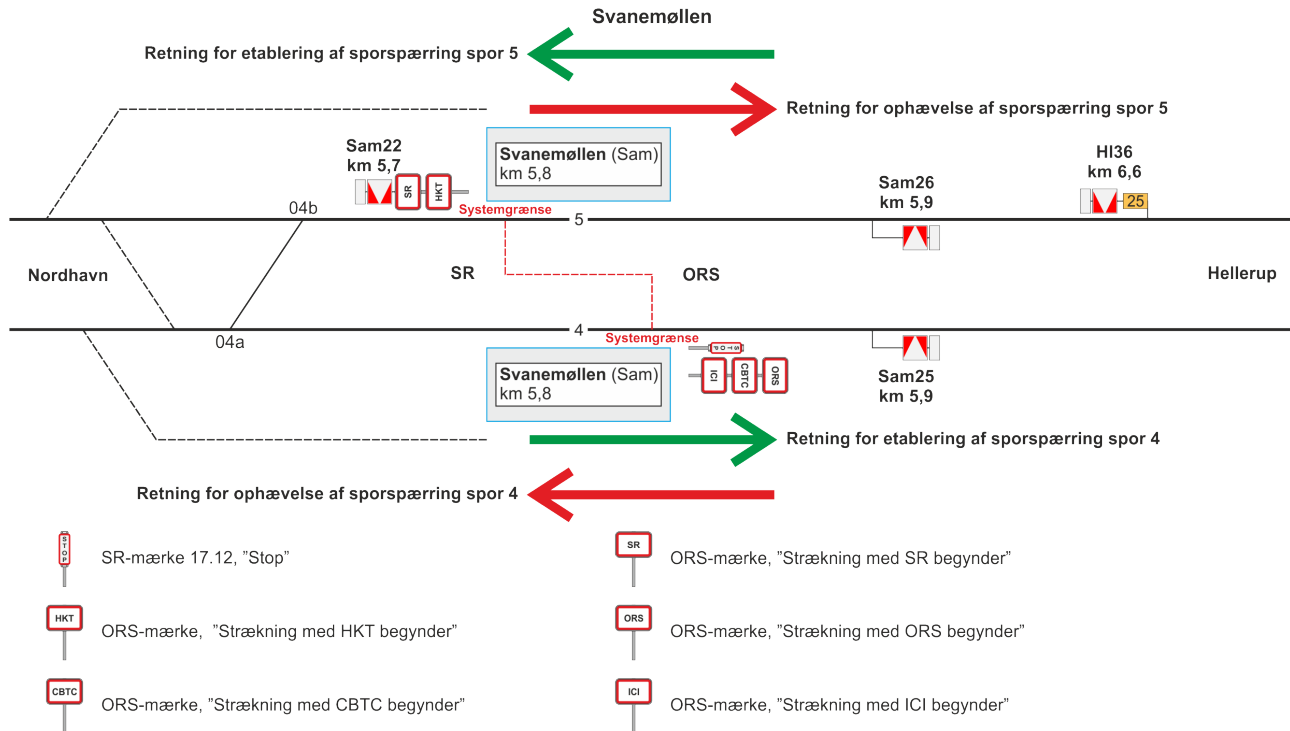 Svanemøllen
Retning for etablering af sporspærring spor 5
Retning for ophævelse af sporspærring spor 5
Sam22
km 5,7
SR
HKT
Svanemøllen (Sam)
km 5,8
Sam26
km 5,9
Hl36
km 6,6
25
04b
Systemgrænse
5
Nordhavn
SR
ORS
Hellerup
04a
4
Systemgrænse
STOP
ICI
CBTC
ORS
Svanemøllen (Sam)
km 5,8
Sam25
km 5,9
Retning for etablering af sporspærring spor 4
Retning for ophævelse af sporspærring spor 4
STOP
SR-mærke 17.12, ”Stop”
SR
ORS-mærke, ”Strækning med SR begynder”
HKT
ORS-mærke, ”Strækning med HKT begynder”
ORS
ORS-mærke, ”Strækning med ORS begynder”
CBTC
ORS-mærke, ”Strækning med CBTC begynder”
ICI
ORS-mærke, ”Strækning med ICI begynder”